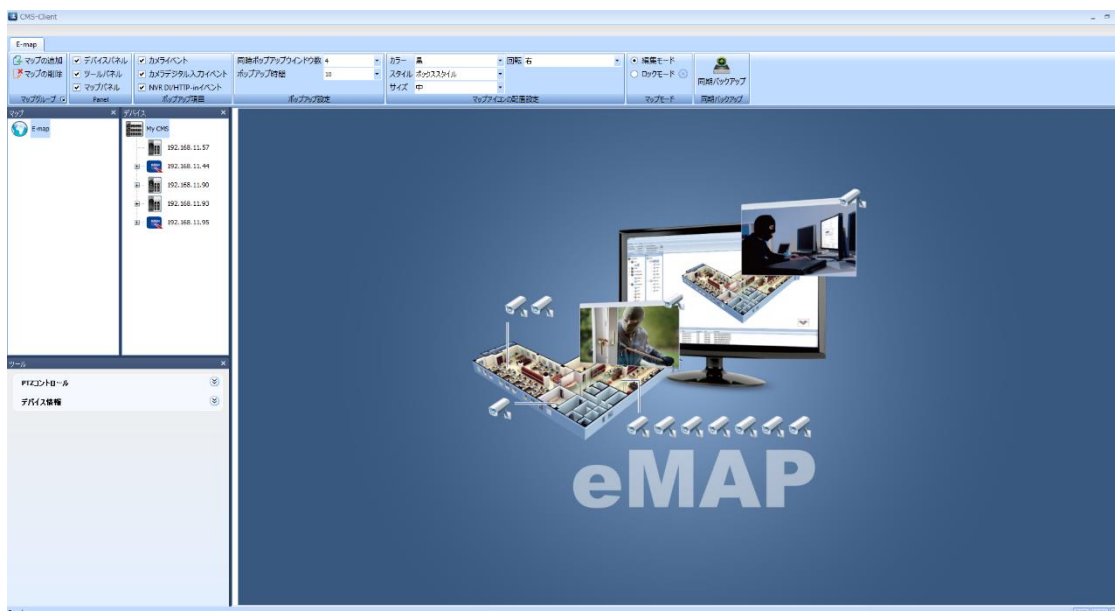 CMS-Client
E-map
マップの追加
マップの削除
マップグループ
デバイスパネル
ツールパネル
マップパネル
Panel
カメライベント
カメラデジタル入力イベント
NVR DI/HTTP-inイベント
ポップアップ項目
同時ポップアップウインドウ数 4
ポップアップ時間 10
ポップアップ設定
カラー 黒
スタイル ボックススタイル
サイズ 中
回転 右
マップアイコンの配置設定
編集モード
ロックモード
マップモード
同期バックアップ
同期バックアップ
マップ
E-map
デバイス
My CMS
192.168.11.57
192.168.11.44
192.168.11.90
192.168.11.93
192.168.11.95
ツール
PTZコントロール
デバイス情報
eMAP